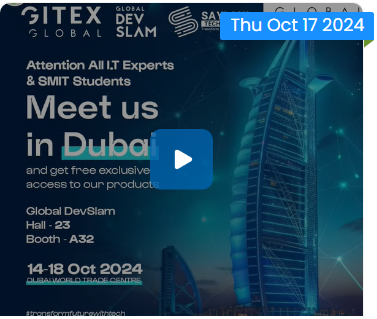 GITEX
GLOBAL
GLOBAL
DEV
SLAM
Thu Oct 17 2024
Attention All I.T Experts
& SMIT Students
Meet us
in Dubai
and get free exclusive
access to our products
Global DevSlam
Hall - 23
Booth - A32
14-18 Oct 2024
DUBAI WORLD TRADE CENTRE
#transformfuturewithtech